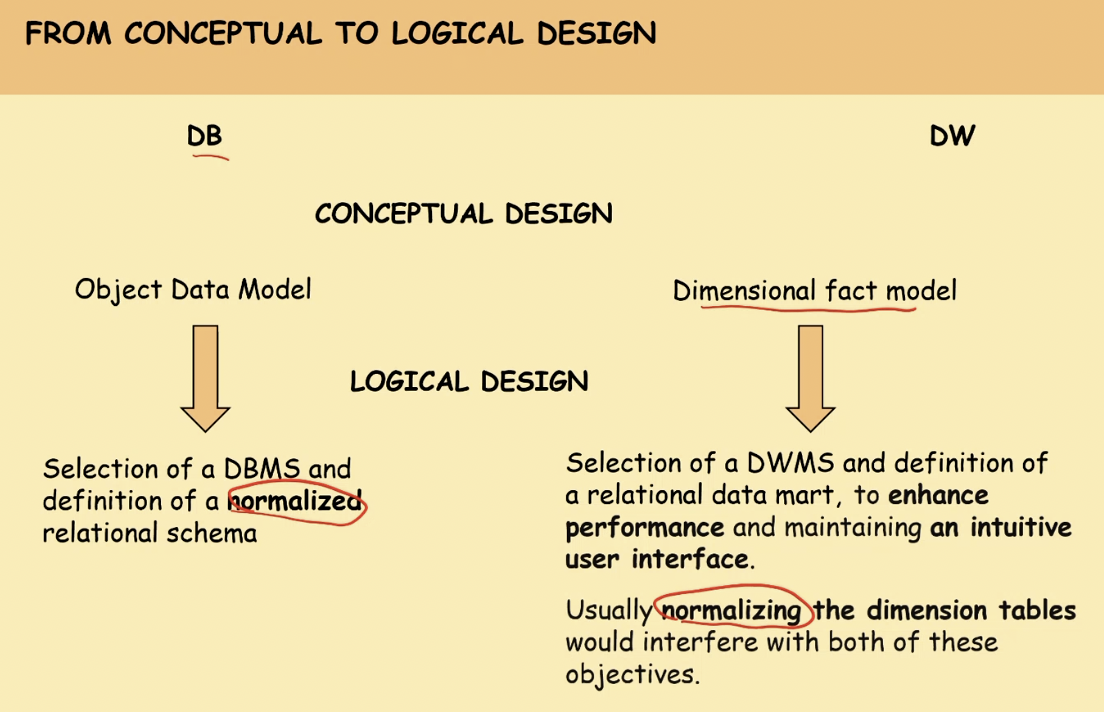 FROM CONCEPTUAL TO LOGICAL DESIGN
DB
DW
CONCEPTUAL DESIGN
Object Data Model
Dimensional fact model
LOGICAL DESIGN
Selection of a DBMS and
definition of a normalized
relational schema
Selection of a DWMS and definition of
a relational data mart, to enhance
performance and maintaining an intuitive
user interface.
Usually normalizing the dimension tables
would interfere with both of these
objectives.